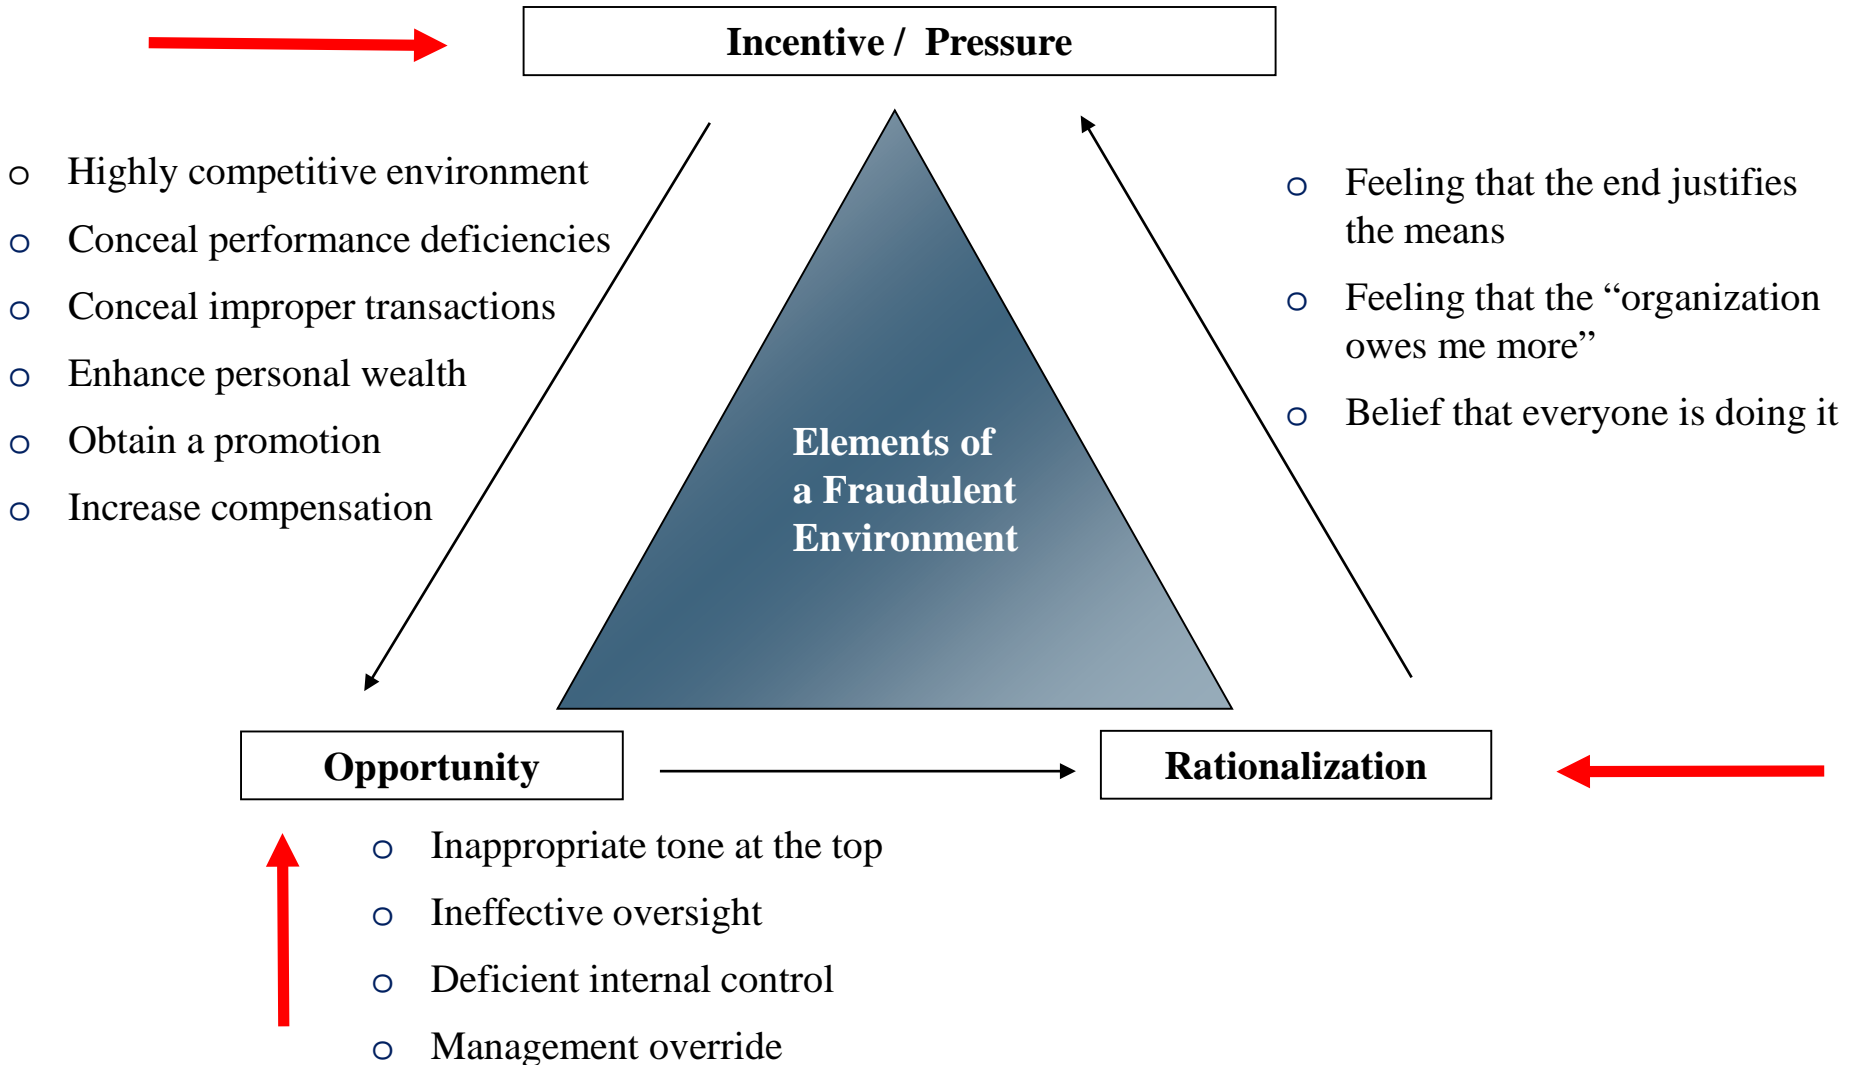 Incentive / Pressure
o Highly competitive environment
o Conceal performance deficiencies
o Conceal improper transactions
o Enhance personal wealth
o Obtain a promotion
o Increase compensation
o Feeling that the end justifies
the means
o Feeling that the “organization
owes me more”
o Belief that everyone is doing it
Elements of
a Fraudulent
Environment
Opportunity
Rationalization
o Inappropriate tone at the top
o Ineffective oversight
o Deficient internal control
o Management override